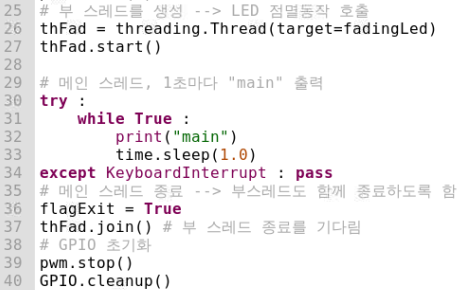 25 # 부 스레드를 생성 --> LED 점멸동작 호출
26 thFad = threading.Thread(target=fadingLed)
27 thFad.start()
28
29 # 메인 스레드, 1초마다 "main" 출력
30 try :
31     while True :
32         print("main")
33         time.sleep(1.0)
34 except KeyboardInterrupt : pass
35 # 메인 스레드 종료 --> 부스레드도 함께 종료하도록 함
36 flagExit = True
37 thFad.join() # 부 스레드 종료를 기다림
38 # GPIO 초기화
39 pwm.stop()
40 GPIO.cleanup()